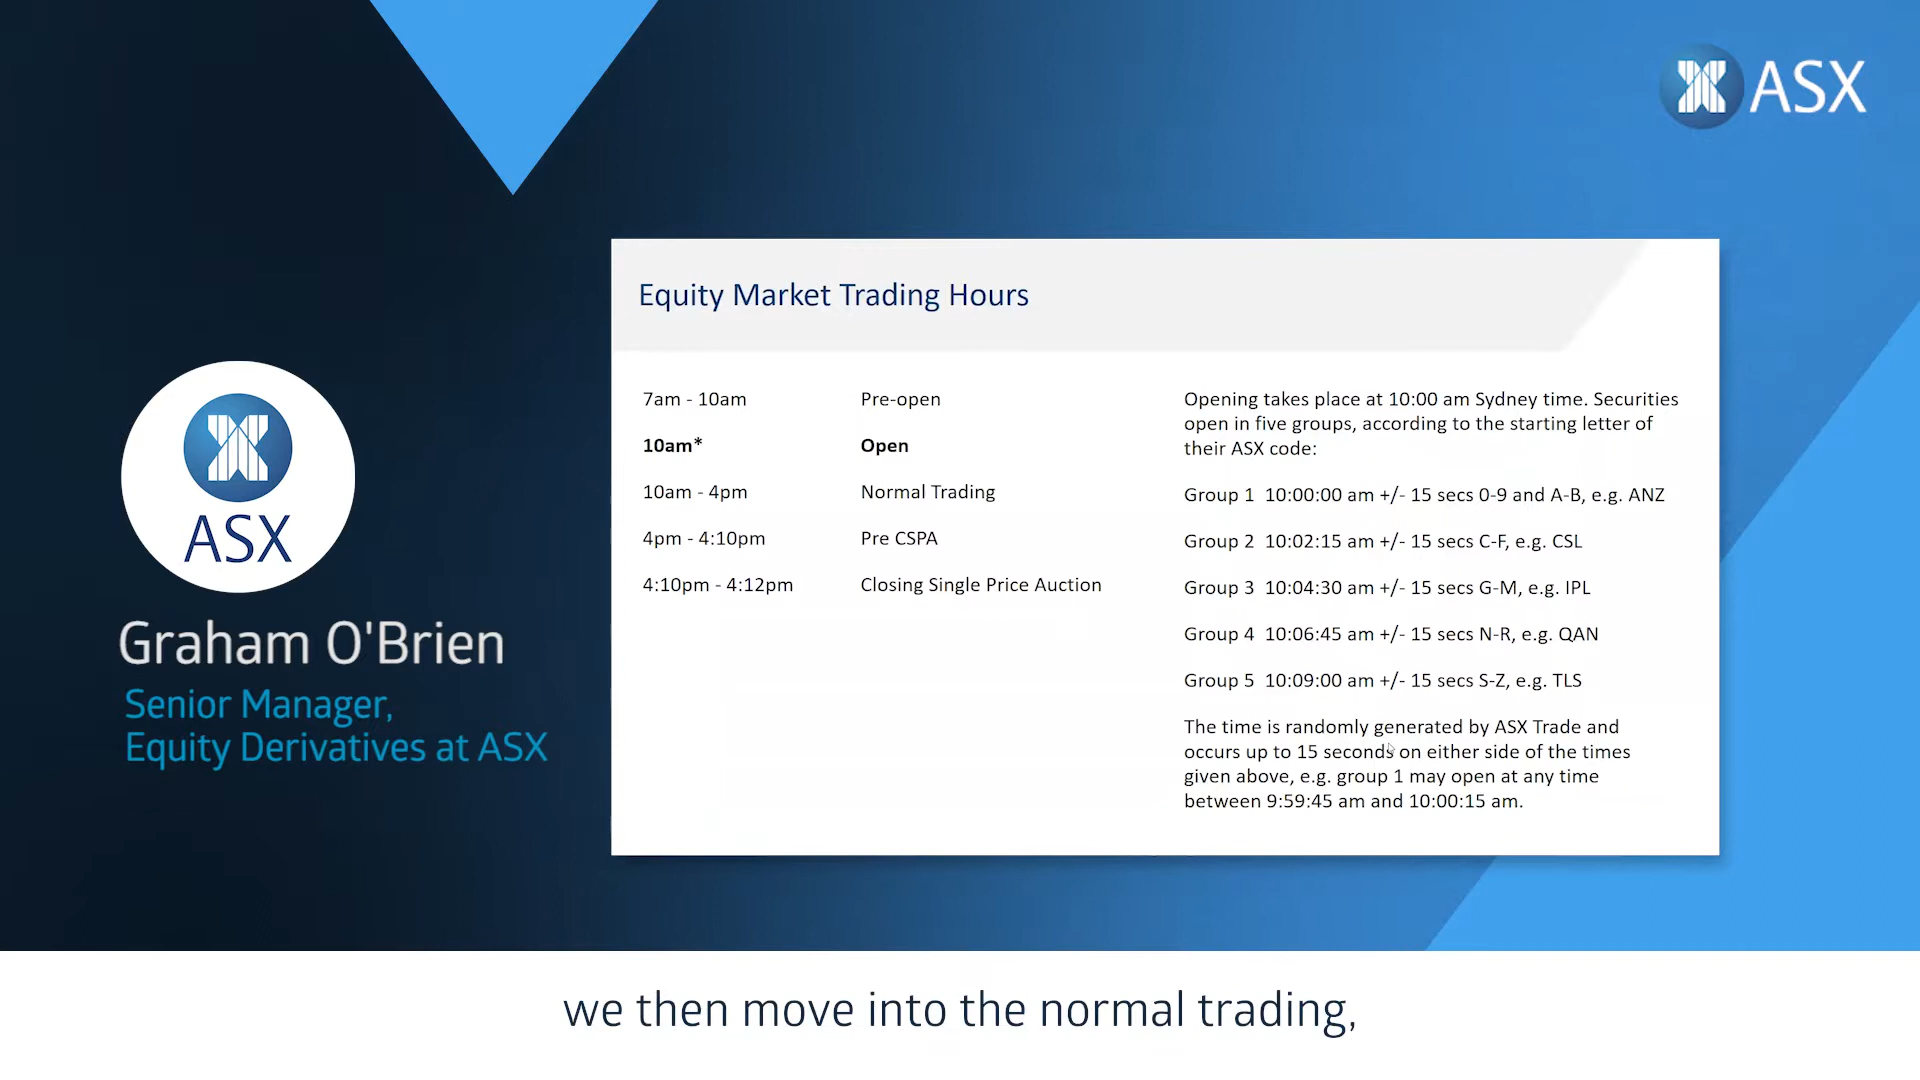 ASX
Equity Market Trading Hours
7am - 10am Pre-open
10am* Open
10am - 4pm Normal Trading
4pm - 4:10pm Pre CSPA
4:10pm - 4:12pm Closing Single Price Auction
Opening takes place at 10:00 am Sydney time. Securities
open in five groups, according to the starting letter of
their ASX code:
Group 1 10:00:00 am +/- 15 secs 0-9 and A-B, e.g. ANZ
Group 2 10:02:15 am +/- 15 secs C-F, e.g. CSL
Group 3 10:04:30 am +/- 15 secs G-M, e.g. IPL
Group 4 10:06:45 am +/- 15 secs N-R, e.g. QAN
Group 5 10:09:00 am +/- 15 secs S-Z, e.g. TLS
The time is randomly generated by ASX Trade and
occurs up to 15 seconds on either side of the times
given above, e.g. group 1 may open at any time
between 9:59:45 am and 10:00:15 am.
ASX
Graham O'Brien
Senior Manager,
Equity Derivatives at ASX
we then move into the normal trading,